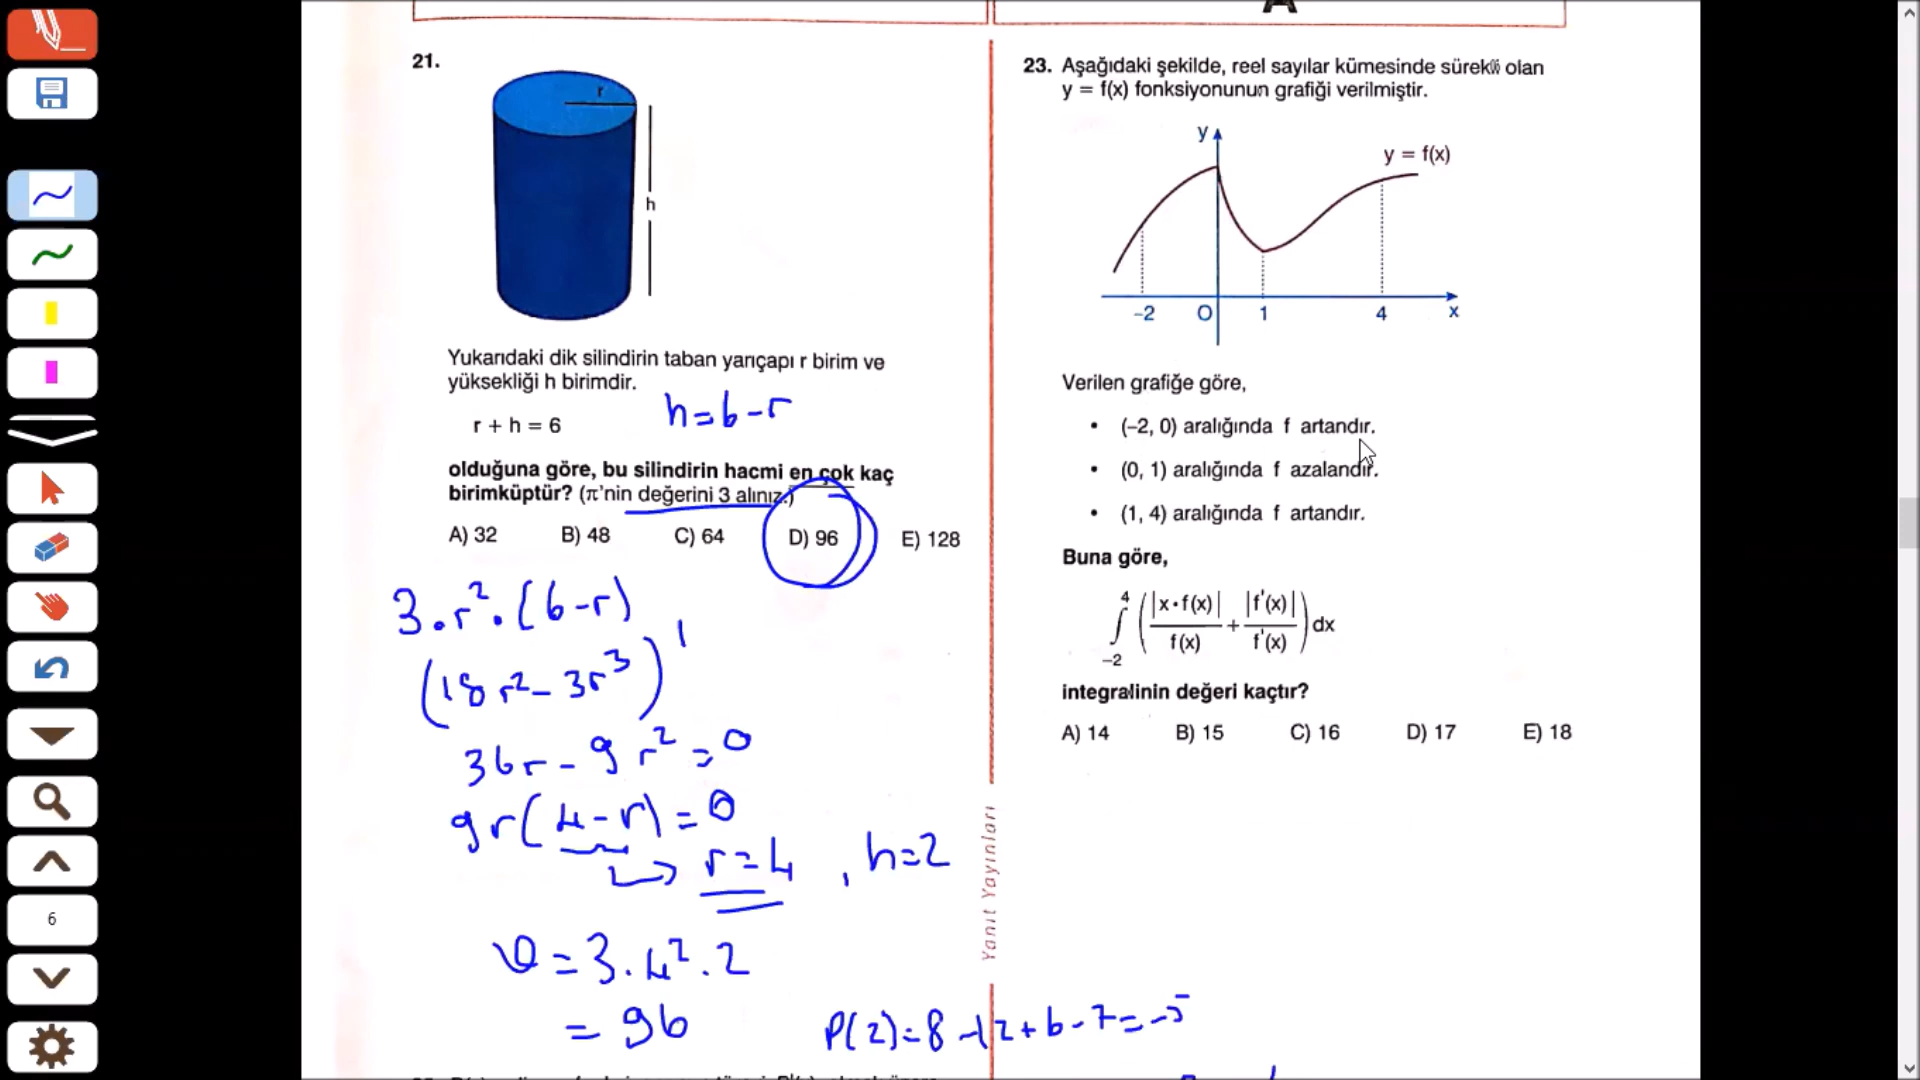 21.
r
h
Yukarıdaki dik silindirin taban yarıçapı r birim ve
yüksekliği h birimdir.
r + h = 6
h=6-r
olduğuna göre, bu silindirin hacmi en çok kaç
birimküptür? (π'nin değerini 3 alınız.)
A) 32 B) 48 C) 64 D) 96 E) 128
3.r².(6-r)
(18r²-3r³)'
36r-9r²=0
9r(4-r)=0
r=4, h=2
V=3.4².2
=96
P(2)=8-12+6-7=-5
Yanıt Yayınları
23. Aşağıdaki şekilde, reel sayılar kümesinde sürekli olan
y = f(x) fonksiyonunun grafiği verilmiştir.
y
y = f(x)
-2 O 1 4 x
Verilen grafiğe göre,
• (-2, 0) aralığında f artandır.
• (0, 1) aralığında f azalandır.
• (1, 4) aralığında f artandır.
Buna göre,
∫₋₂⁴ (|x·f(x)|/f(x) + |f'(x)|/f'(x)) dx
integralinin değeri kaçtır?
A) 14 B) 15 C) 16 D) 17 E) 18
6